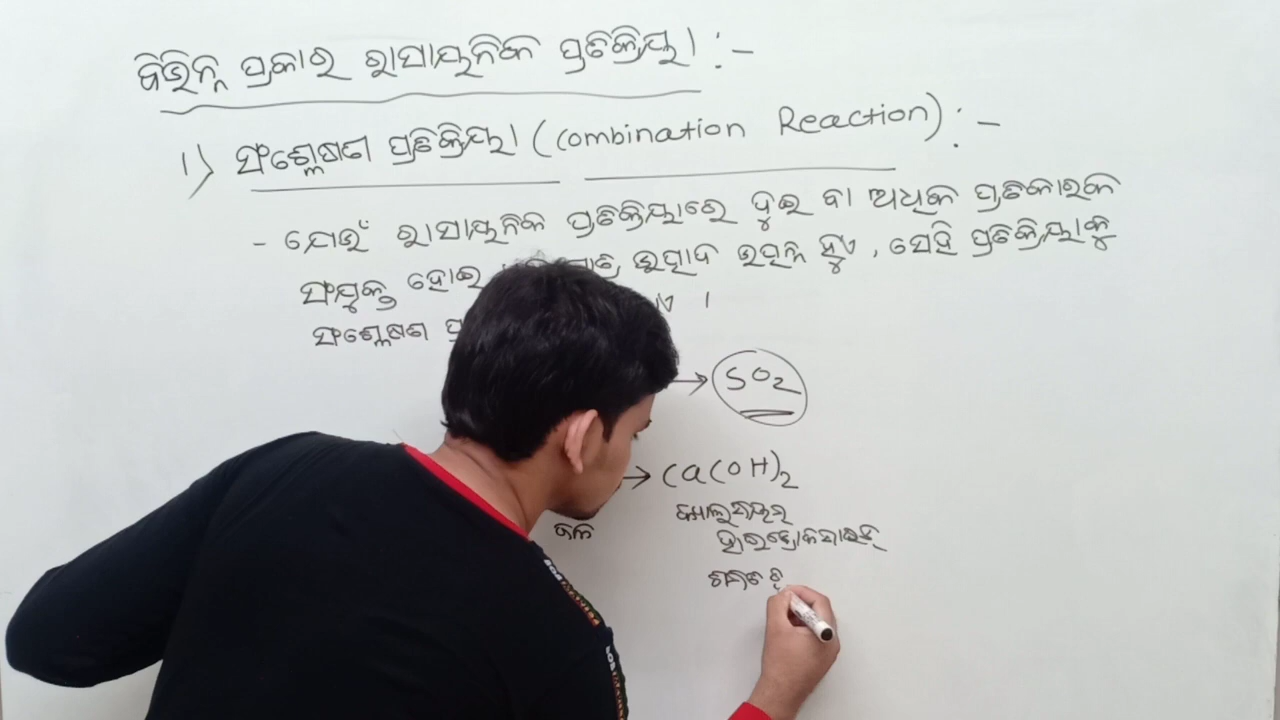 ବିଭିନ୍ନ ପ୍ରକାର ରାସାୟନିକ ପ୍ରତିକ୍ରିୟା :-
1) ସଂଶ୍ଳେଷଣ ପ୍ରତିକ୍ରିୟା (Combination Reaction) :-
- ଯେଉଁ ରାସାୟନିକ ପ୍ରତିକ୍ରିୟାରେ ଦୁଇ ବା ଅଧିକ ପ୍ରତିକାରକ
ସଂଯୁକ୍ତ ହୋଇ ଉତ୍ପାଦ ଉତ୍ପନ୍ନ ହୁଏ , ସେହି ପ୍ରତିକ୍ରିୟାକୁ
ସଂଶ୍ଳେଷଣ ।
→ SO2
→ Ca(OH)2
ଜଳ କ୍ୟାଲସିୟମ
ହାଇଡ୍ରୋକସାଇଡ୍